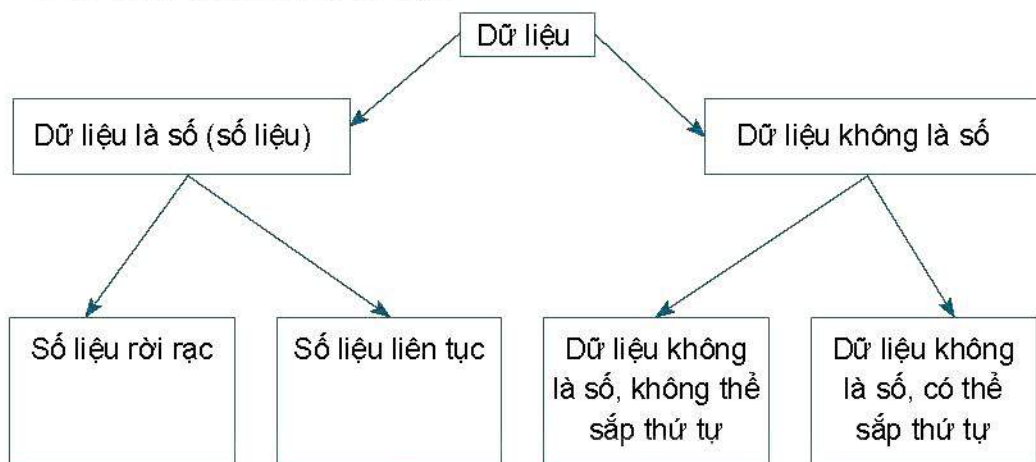 Dữ liệu
Dữ liệu là số (số liệu)
Dữ liệu không là số
Số liệu rời rạc
Số liệu liên tục
Dữ liệu không
là số, không thể
sắp thứ tự
Dữ liệu không
là số, có thể
sắp thứ tự